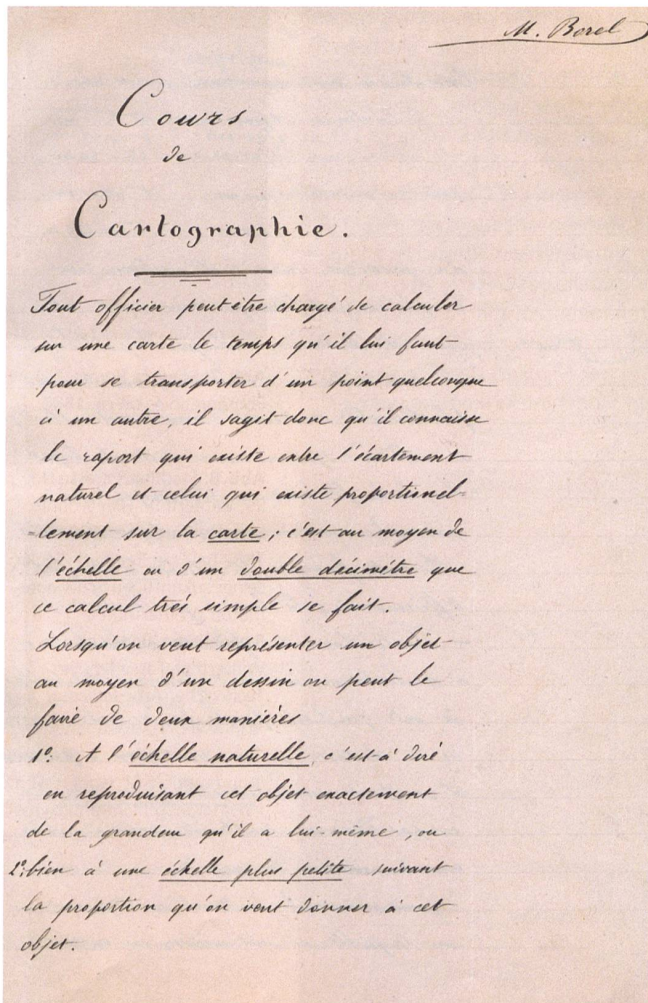 M. Borel
Cours
de
Cartographie.
Tout officier peut être chargé de calculer
sur une carte le temps qu'il lui faut
pour se transporter d'un point quelconque
à un autre, il sagit donc qu'il connaisse
le raport qui existe entre l'écartement
naturel et celui qui existe proportionel-
-lement sur la carte; c'est au moyen de
l'échelle ou d'un double décimètre que
ce calcul très simple se fait.
Lorsqu'on veut représenter un objet
au moyen d'un dessin on peut le
faire de deux manières
1º: A l'échelle naturelle, c'est-à-dire
en reproduisant cet objet exactement
de la grandeur qu'il a lui-même, ou
2º: bien à une échelle plus petite suivant
la proportion qu'on veut donner à cet
objet.